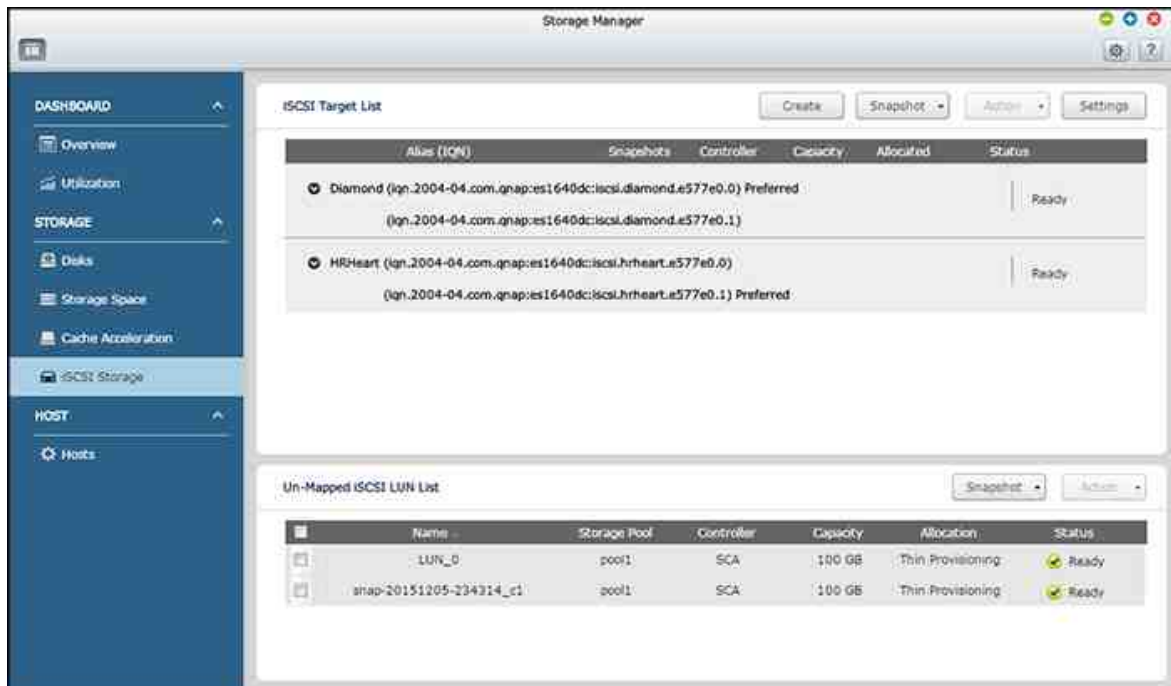 Storage Manager
DASHBOARD
Overview
Utilization
STORAGE
Disks
Storage Space
Cache Acceleration
iSCSI Storage
HOST
Hosts
iSCSI Target List
Create
Snapshot
Action
Settings
Alias (IQN) Snapshots Controller Capacity Allocated Status
Diamond (iqn.2004-04.com.qnap:es1640dc:iscsi.diamond.e577e0.0) Preferred
(iqn.2004-04.com.qnap:es1640dc:iscsi.diamond.e577e0.1)
Ready
HRHeart (iqn.2004-04.com.qnap:es1640dc:iscsi.hrheart.e577e0.0)
(iqn.2004-04.com.qnap:es1640dc:iscsi.hrheart.e577e0.1) Preferred
Ready
Un-Mapped iSCSI LUN List
Snapshot
Action
Name Storage Pool Controller Capacity Allocation Status
LUN_0 pool1 SCA 100 GB Thin Provisioning Ready
snap-20151205-234314_c1 pool1 SCA 100 GB Thin Provisioning Ready